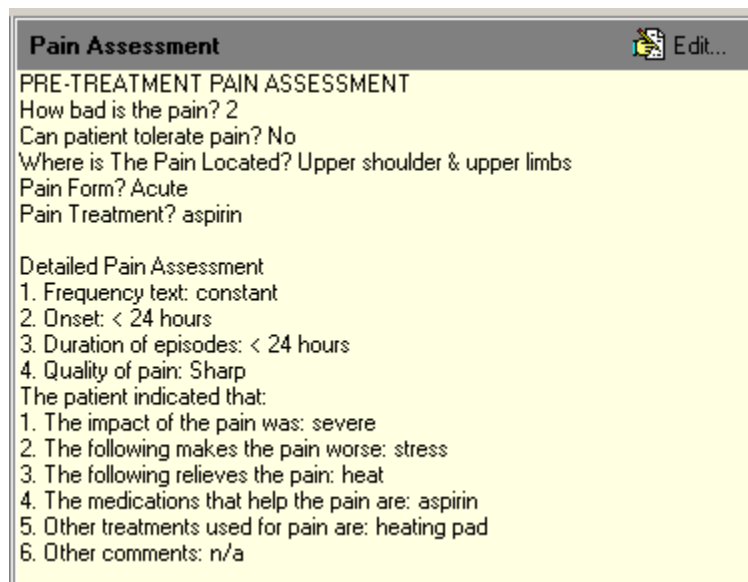 Pain Assessment Edit...
PRE-TREATMENT PAIN ASSESSMENT
How bad is the pain? 2
Can patient tolerate pain? No
Where is The Pain Located? Upper shoulder & upper limbs
Pain Form? Acute
Pain Treatment? aspirin
Detailed Pain Assessment
1. Frequency text: constant
2. Onset: < 24 hours
3. Duration of episodes: < 24 hours
4. Quality of pain: Sharp
The patient indicated that:
1. The impact of the pain was: severe
2. The following makes the pain worse: stress
3. The following relieves the pain: heat
4. The medications that help the pain are: aspirin
5. Other treatments used for pain are: heating pad
6. Other comments: n/a